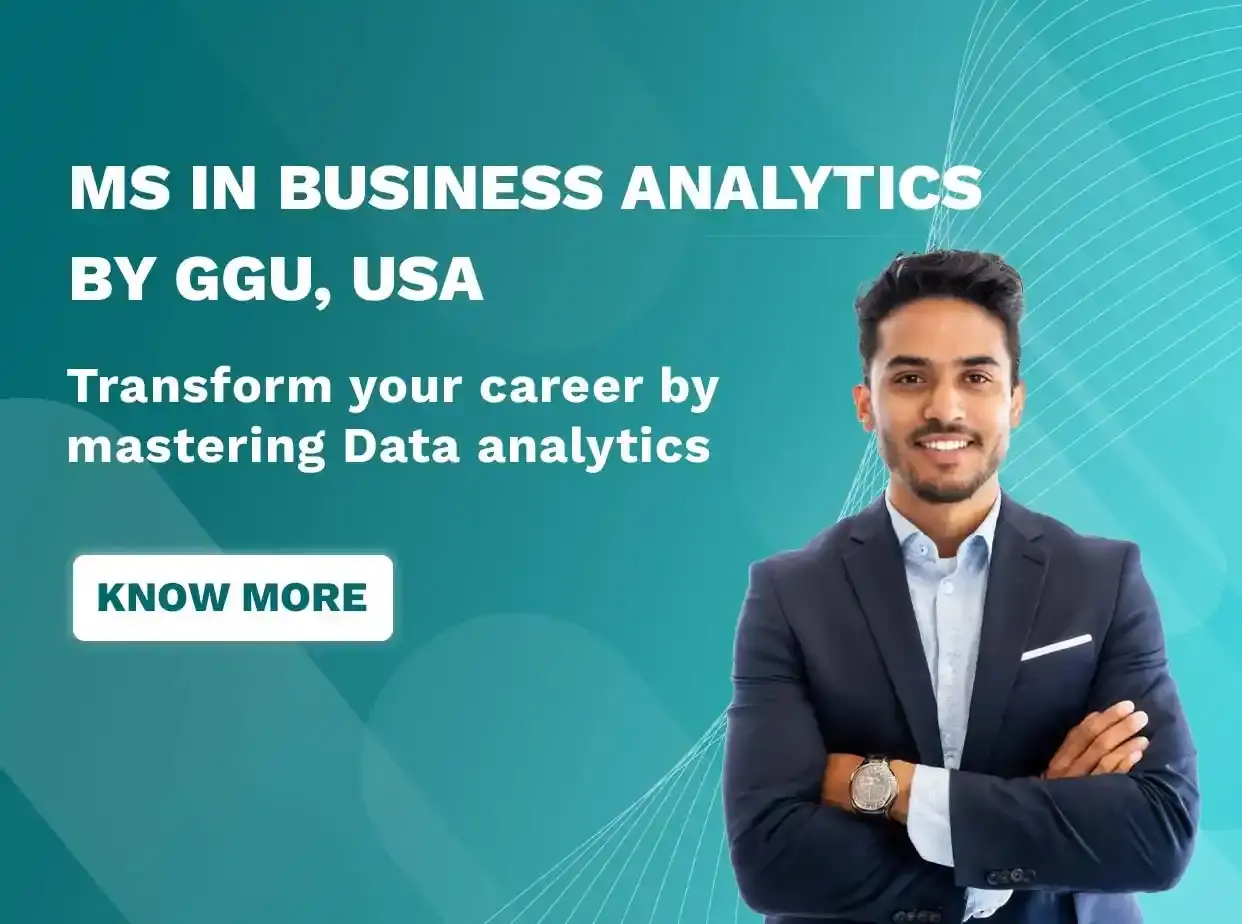 MS IN BUSINESS ANALYTICS
BY GGU, USA
Transform your career by
mastering Data analytics
KNOW MORE